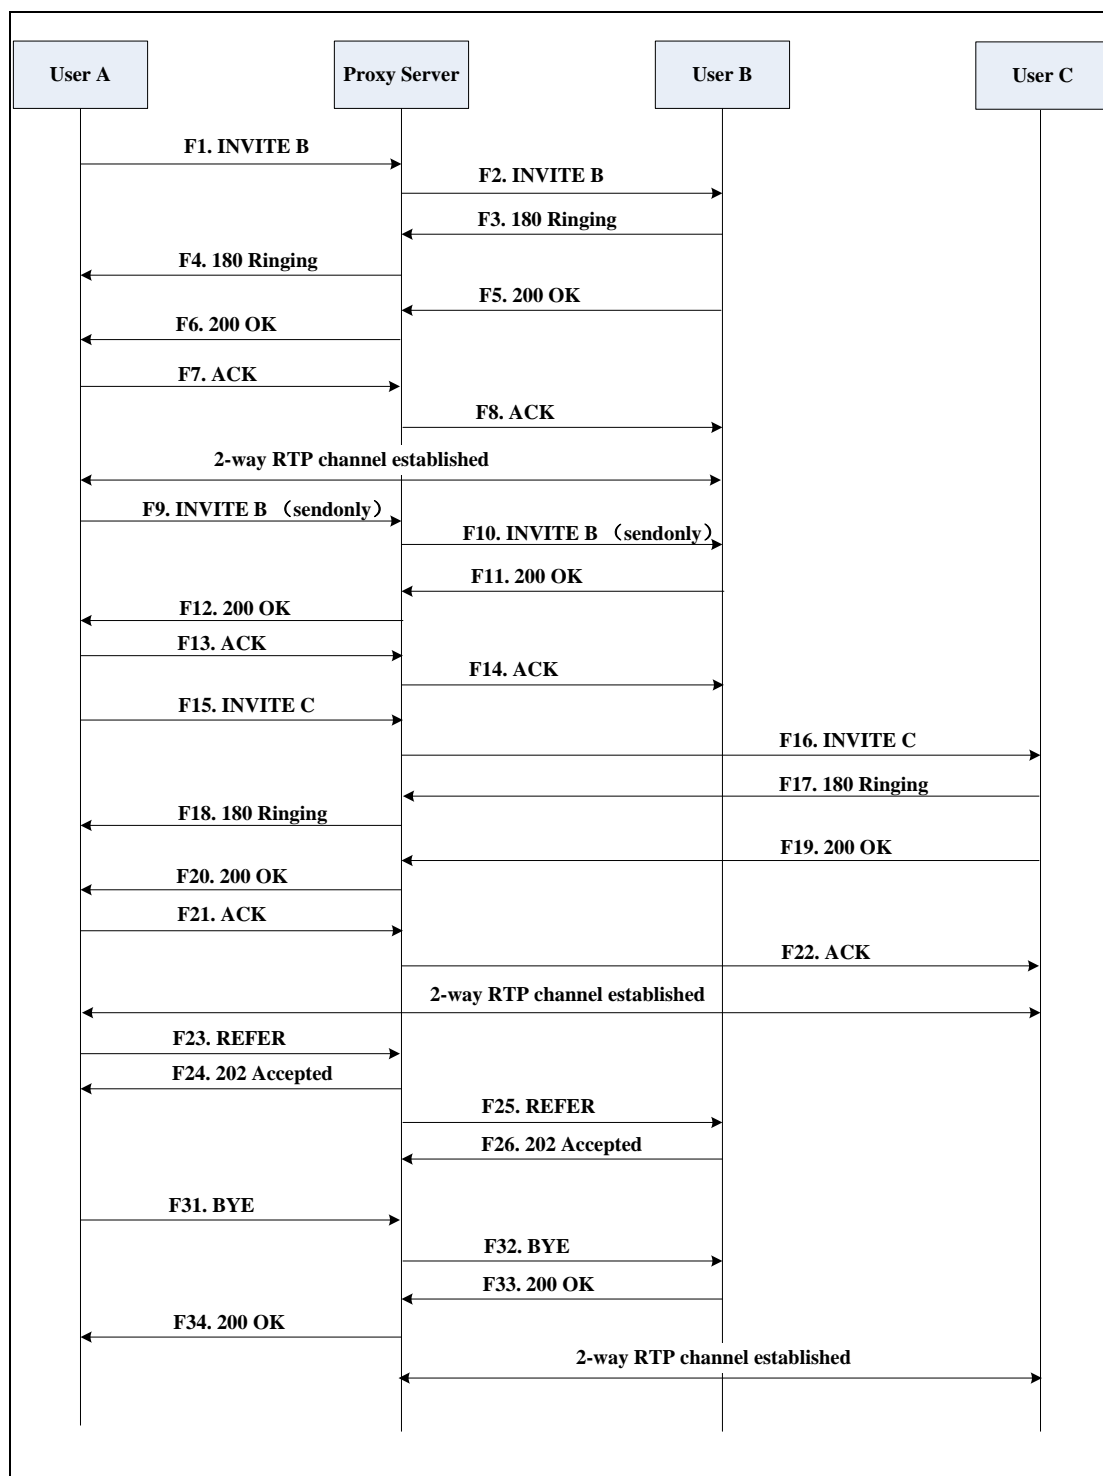 User A
Proxy Server
User B
User C
F1. INVITE B
F2. INVITE B
F3. 180 Ringing
F4. 180 Ringing
F5. 200 OK
F6. 200 OK
F7. ACK
F8. ACK
2-way RTP channel established
F9. INVITE B （sendonly）
F10. INVITE B （sendonly）
F11. 200 OK
F12. 200 OK
F13. ACK
F14. ACK
F15. INVITE C
F16. INVITE C
F17. 180 Ringing
F18. 180 Ringing
F19. 200 OK
F20. 200 OK
F21. ACK
F22. ACK
2-way RTP channel established
F23. REFER
F24. 202 Accepted
F25. REFER
F26. 202 Accepted
F31. BYE
F32. BYE
F33. 200 OK
F34. 200 OK
2-way RTP channel established